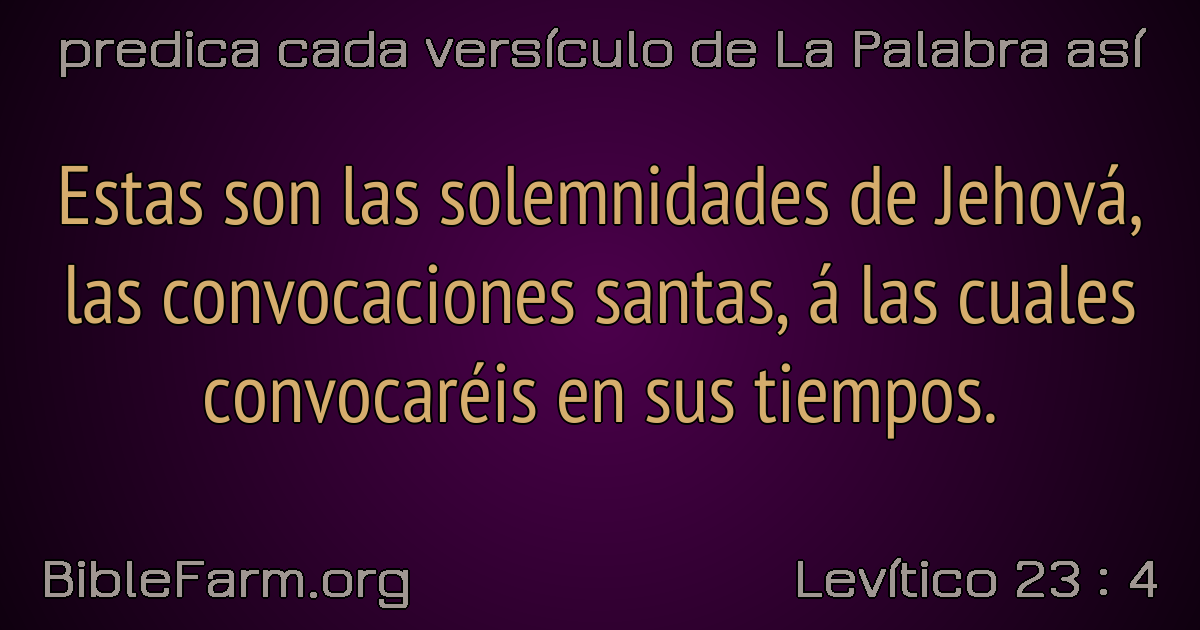 predica cada versículo de La Palabra así
Estas son las solemnidades de Jehová,
las convocaciones santas, á las cuales
convocaréis en sus tiempos.
BibleFarm.org
Levítico 23 : 4